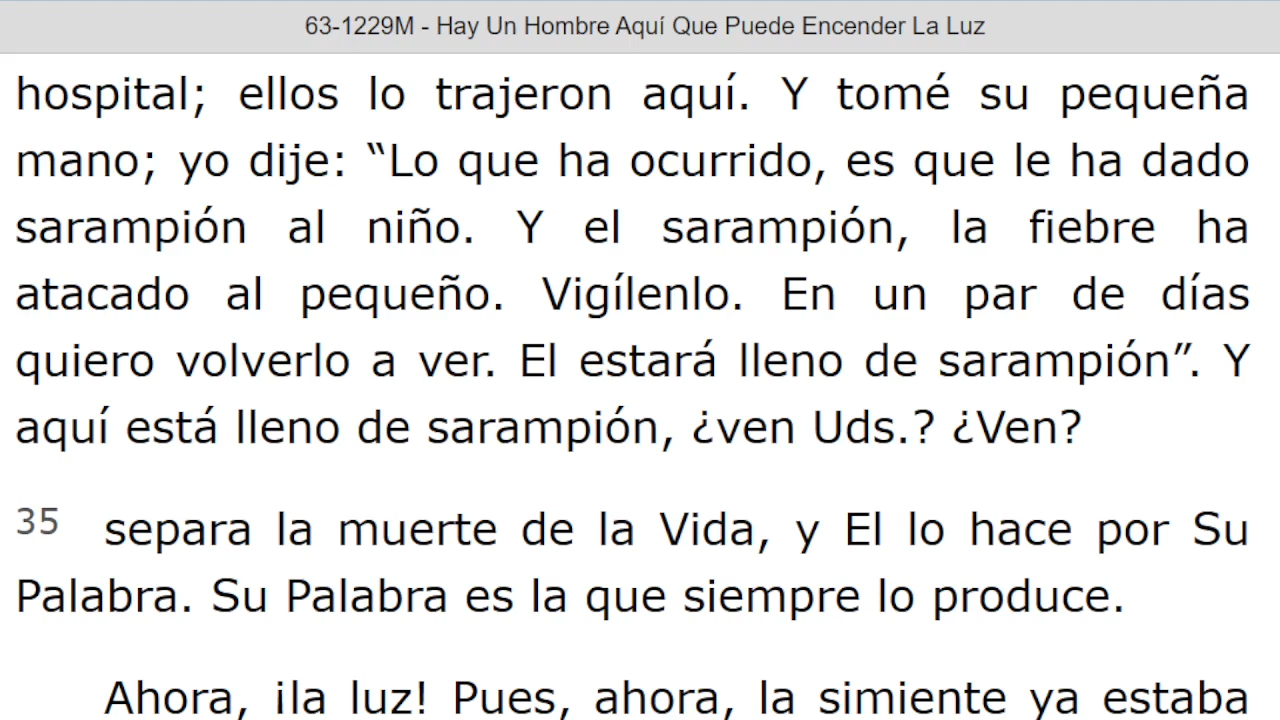 63-1229M - Hay Un Hombre Aquí Que Puede Encender La Luz
hospital; ellos lo trajeron aquí. Y tomé su pequeña
mano; yo dije: “Lo que ha ocurrido, es que le ha dado
sarampión al niño. Y el sarampión, la fiebre ha
atacado al pequeño. Vigílenlo. En un par de días
quiero volverlo a ver. El estará lleno de sarampión”. Y
aquí está lleno de sarampión, ¿ven Uds.? ¿Ven?
35 separa la muerte de la Vida, y El lo hace por Su
Palabra. Su Palabra es la que siempre lo produce.
Ahora, ¡la luz! Pues, ahora, la simiente ya estaba